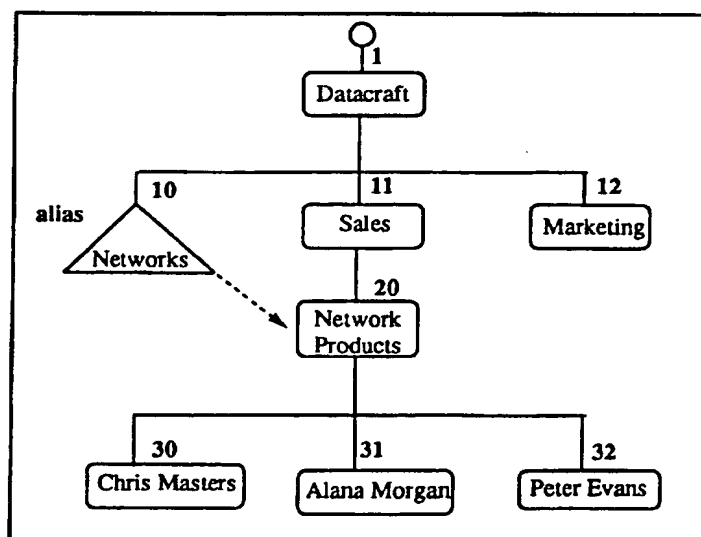 1
Datacraft
10
11
12
alias
Networks
Sales
Marketing
20
Network
Products
30
31
32
Chris Masters
Alana Morgan
Peter Evans